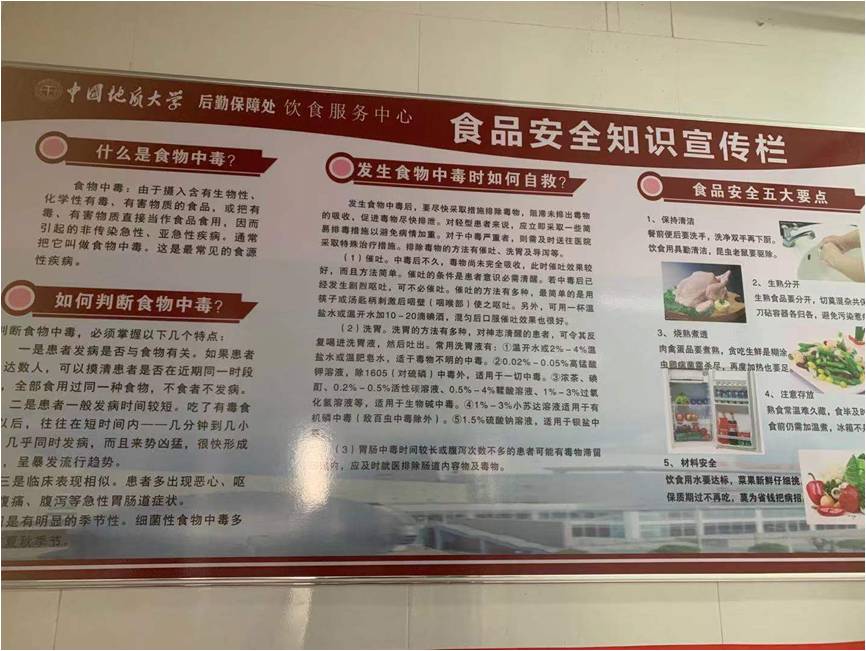 中国地质大学 后勤保障处 饮食服务中心
食品安全知识宣传栏
什么是食物中毒?
食物中毒：由于摄入含有生物性、
化学性有毒、有害物质的食品，或把有
毒、有害物质直接当作食品食用，因而
引起的非传染急性、亚急性疾病。通常
把它叫做食物中毒。这是最常见的食源
性疾病。
如何判断食物中毒?
判断食物中毒，必须掌握以下几个特点：
一是患者发病是否与食物有关。如果患者
达数人，可以摸清患者是否在近期同一时段
，全部食用过同一种食物，不食者不发病。
二是患者一般发病时间较短。吃了有毒食
以后，往往在短时间内——几分钟到几小
几乎同时发病，而且来势凶猛，很快形成
，呈暴发流行趋势。
三是临床表现相似。患者多出现恶心、呕
腹痛、腹泻等急性胃肠道症状。
是有明显的季节性。细菌性食物中毒多
夏秋季节。
发生食物中毒时如何自救?
发生食物中毒后，要尽快采取措施排除毒物，阻滞未排出毒物
的吸收，促进毒物尽快排泄。对轻型患者来说，应立即采取一些简
易排毒措施以避免病情加重。对于中毒严重者，则需及时送往医院
采取特殊治疗措施。排除毒物的方法有催吐、洗胃及导泻等。
（1）催吐。中毒后不久，毒物尚未完全吸收，此时催吐效果较
好，而且方法简单。催吐的条件是患者意识必需清醒。若中毒后已
经发生剧烈呕吐，可不必催吐。催吐的方法有多种，最简单的是用
筷子或汤匙柄刺激后咽壁（咽喉部）使之呕吐。另外，可用一杯温
盐水或温开水加10-20滴碘酒，混匀后口服催吐效果也很好。
（2）洗胃。洗胃的方法有多种，对神志清醒的患者，可令其反
复喝进洗胃液，然后吐出。常用洗胃液有：①温开水或2%-4%温
盐水或温肥皂水，适于毒物不明的中毒。②0.02%-0.05%高锰酸
钾溶液，除1605（对硫磷）中毒外，适用于一切中毒。③浓茶、碘
酊、0.2%-0.5%活性碳溶液、0.5%-4%鞣酸溶液、1%-3%过氧
化氢溶液等，适用于生物碱中毒。④1%-3%小苏达溶液适用于有
机磷中毒（敌百虫中毒除外）。⑤1.5%硫酸钠溶液，适用于钡盐中
（3）胃肠中毒时间较长或腹泻次数不多的患者可能有毒物滞留
内，应及时就医排除肠道内容物及毒物。
食品安全五大要点
1、保持清洁
餐前便后要洗手，洗净双手再下厨。
饮食用具勤清洁，昆虫老鼠要驱除。
2、生熟分开
生熟食品要分开，切莫混杂共
刀砧容器各归各，避免污染惹
3、烧熟煮透
肉禽蛋品要煮熟，贪吃生鲜是糊涂
虫卵病菌需杀尽，再度加热也要足
4、注意存放
熟食常温难久藏，食毕及时
食前仍需加温煮，冰箱不是
5、材料安全
饮食用水要达标，菜果新鲜仔细挑
保质期过不再吃，莫为省钱把病招